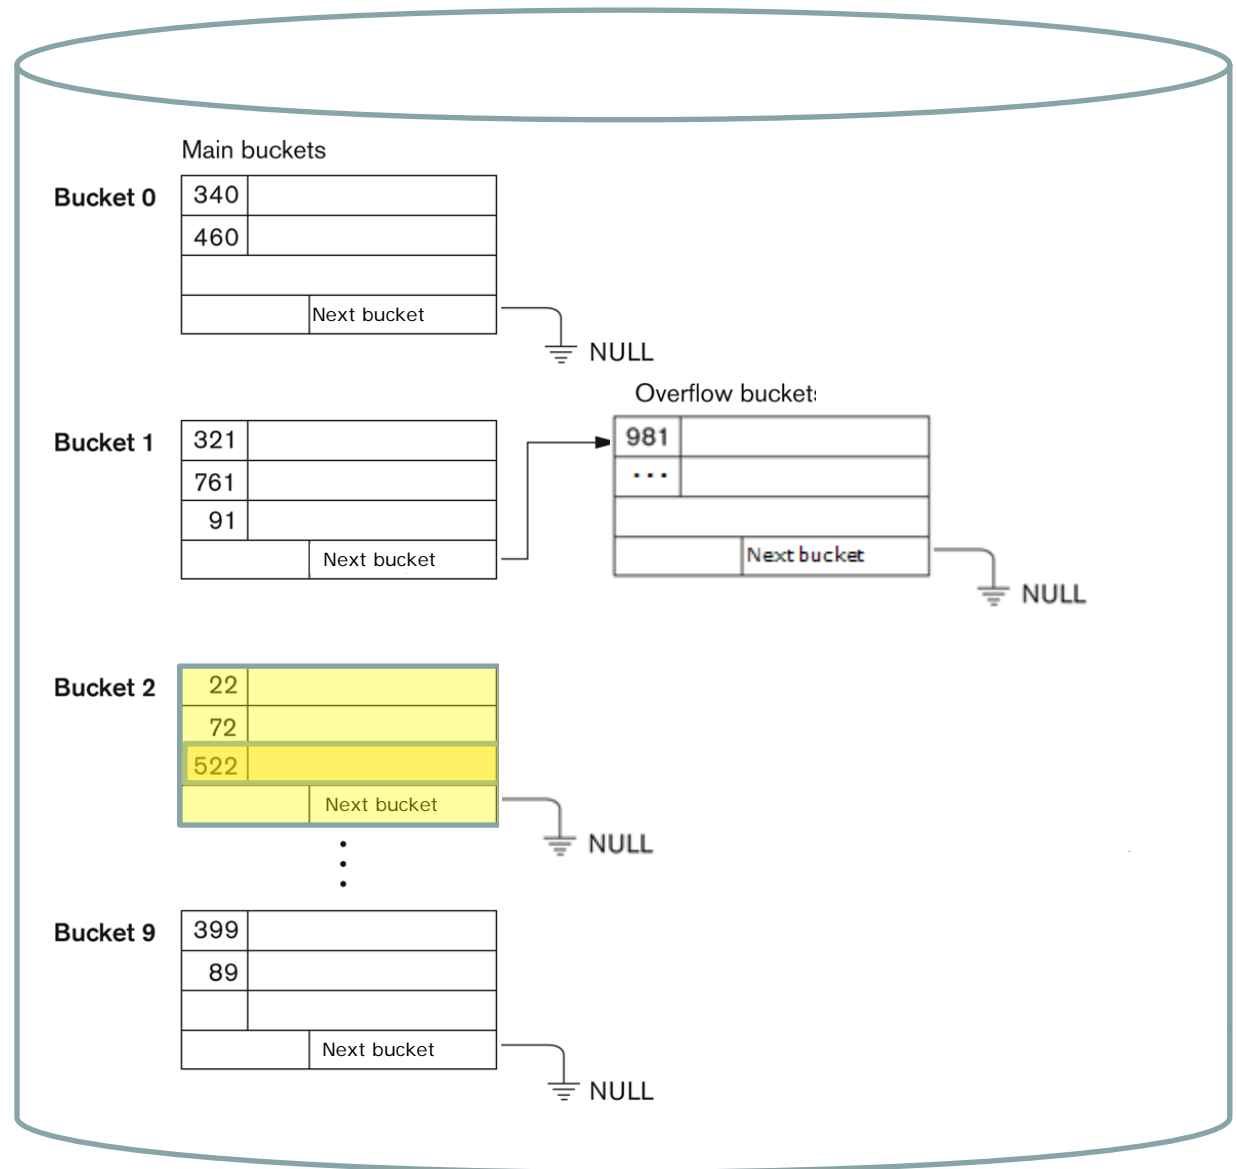 Main buckets
Bucket 0
340
460
Next bucket
NULL
Overflow buckets
Bucket 1
321
761
91
Next bucket
981
...
Next bucket
NULL
Bucket 2
22
72
522
Next bucket
NULL
Bucket 9
399
89
Next bucket
NULL